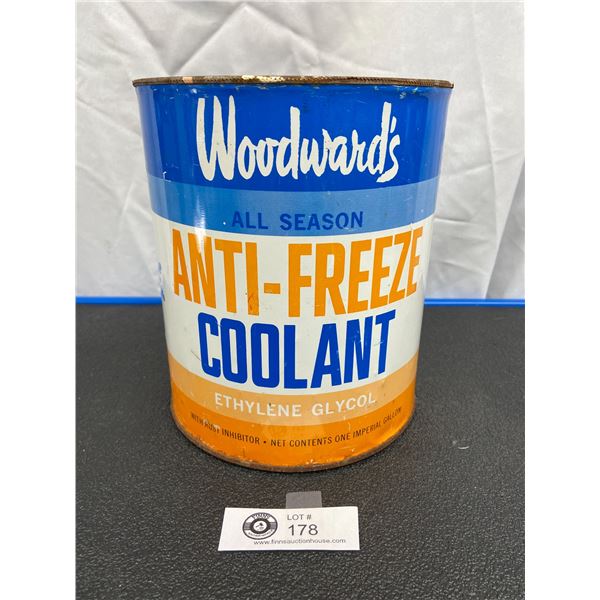 Woodward's
ALL SEASON
ANTI-FREEZE
COOLANT
ETHYLENE GLYCOL
WITH RUST INHIBITOR • NET CONTENTS ONE IMPERIAL GALLON
LOT #
178
www.finnsauctionhouse.com